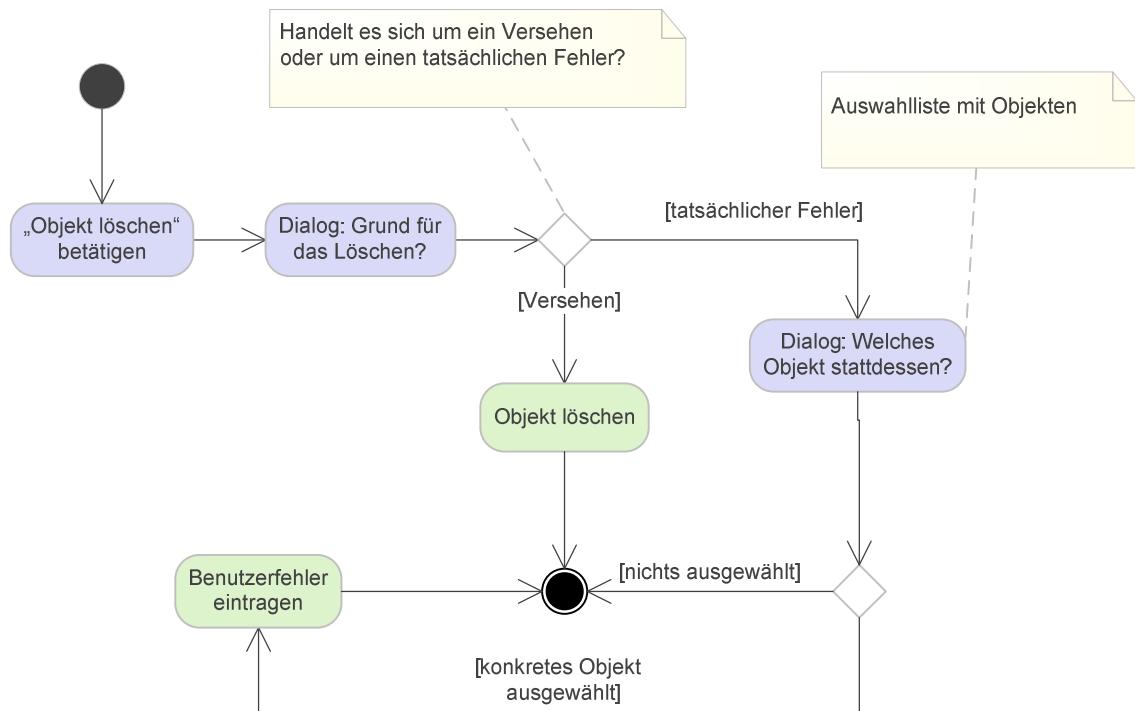 Handelt es sich um ein Versehen
oder um einen tatsächlichen Fehler?
Auswahlliste mit Objekten
„Objekt löschen“
betätigen
Dialog: Grund für
das Löschen?
[tatsächlicher Fehler]
[Versehen]
Dialog: Welches
Objekt stattdessen?
Objekt löschen
Benutzerfehler
eintragen
[nichts ausgewählt]
[konkretes Objekt
ausgewählt]